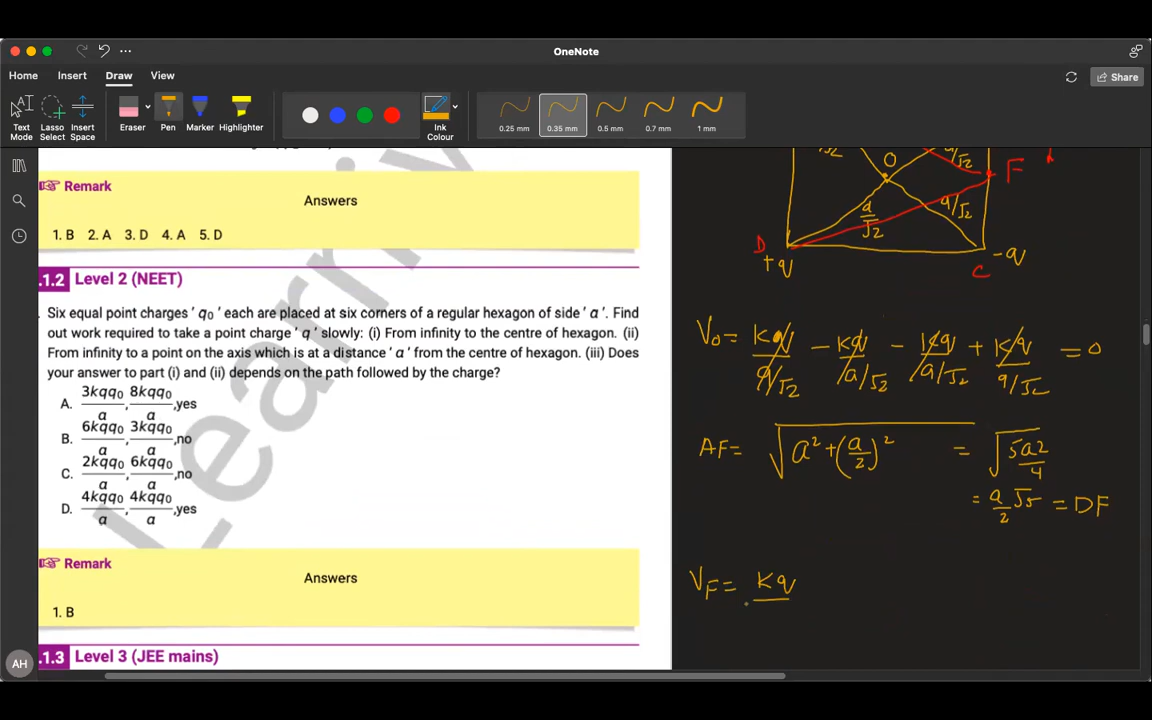 OneNote
Home Insert Draw View
Share
Text Mode
Lasso Select
Insert Space
Eraser
Pen
Marker
Highlighter
Ink Colour
0.25 mm
0.35 mm
0.5 mm
0.7 mm
1 mm
Remark
Answers
1. B 2. A 3. D 4. A 5. D
.1.2 Level 2 (NEET)
Six equal point charges ' q₀ ' each are placed at six corners of a regular hexagon of side ' a '. Find
out work required to take a point charge ' q ' slowly: (i) From infinity to the centre of hexagon. (ii)
From infinity to a point on the axis which is at a distance ' a ' from the centre of hexagon. (iii) Does
your answer to part (i) and (ii) depends on the path followed by the charge?
A. 3kqq₀/a, 8kqq₀/a, yes
B. 6kqq₀/a, 3kqq₀/a, no
C. 2kqq₀/a, 6kqq₀/a, no
D. 4kqq₀/a, 4kqq₀/a, yes
Remark
Answers
1. B
.1.3 Level 3 (JEE mains)
AH
Learniv
O
F
a/√2
a/√2
D
+q
C
-q
V₀ = Kq/a/√2 - Kq/a/√2 - Kq/a/√2 + Kq/a/√2 = 0
AF = √a² + (a/2)² = √5a²/4
= a/2 √5 = DF
V_F = Kq